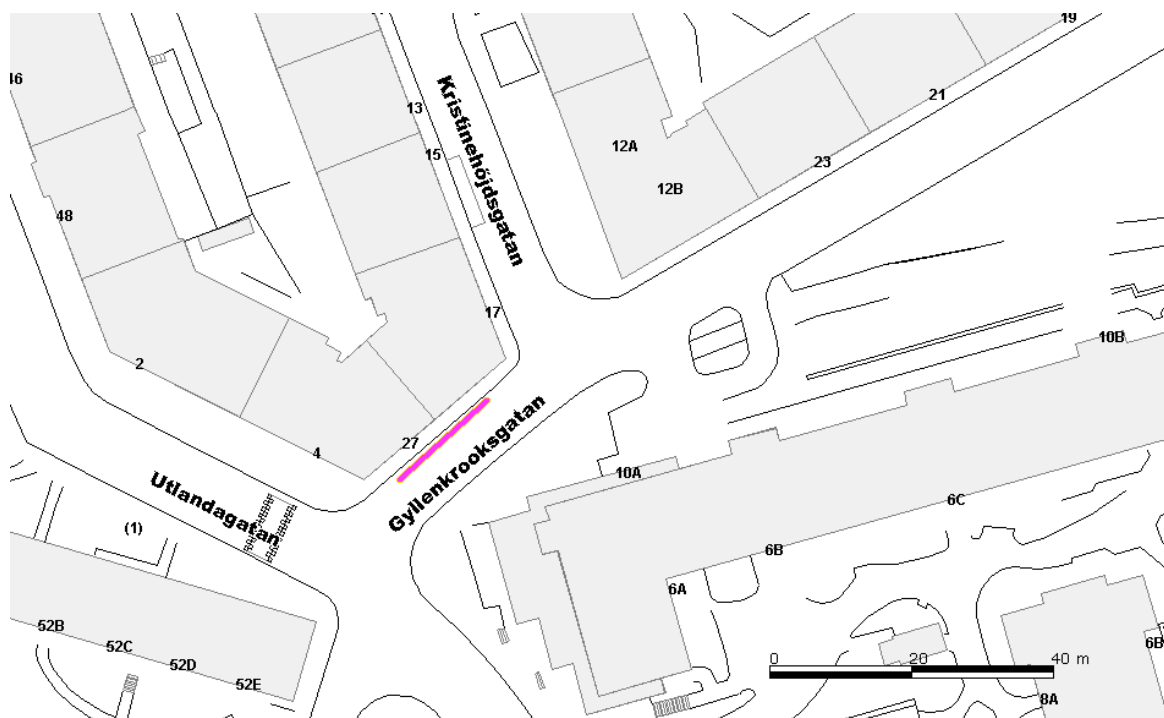 19
46
21
13
12A
15
23
12B
48
Kristinehöjdsgatan
17
10B
2
27
4
Gyllenkrooksgatan
10A
Utlandagatan
6C
(1)
6B
6A
52B
52C
52D
52E
6B
0 20 40 m
8A